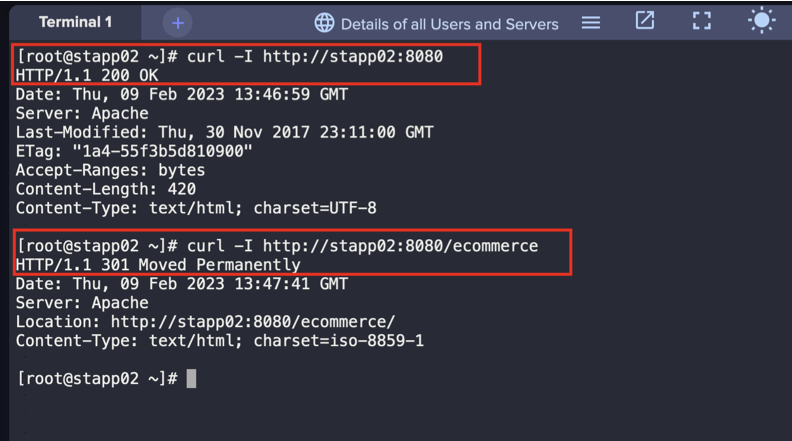 Terminal 1
+
Details of all Users and Servers
[root@stapp02 ~]# curl -I http://stapp02:8080
HTTP/1.1 200 OK
Date: Thu, 09 Feb 2023 13:46:59 GMT
Server: Apache
Last-Modified: Thu, 30 Nov 2017 23:11:00 GMT
ETag: "1a4-55f3b5d810900"
Accept-Ranges: bytes
Content-Length: 420
Content-Type: text/html; charset=UTF-8
[root@stapp02 ~]# curl -I http://stapp02:8080/ecommerce
HTTP/1.1 301 Moved Permanently
Date: Thu, 09 Feb 2023 13:47:41 GMT
Server: Apache
Location: http://stapp02:8080/ecommerce/
Content-Type: text/html; charset=iso-8859-1
[root@stapp02 ~]#